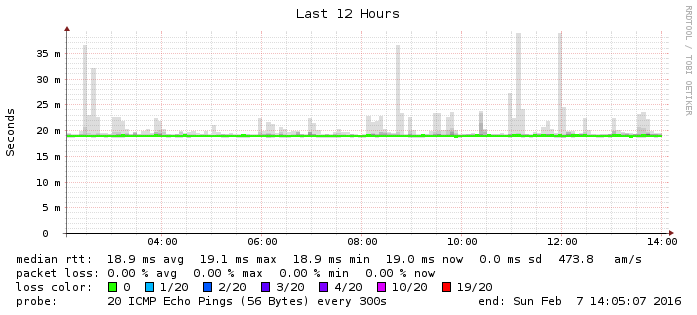 Last 12 Hours
RRDTOOL / TOBI OETIKER
Seconds
35 m
30 m
25 m
20 m
15 m
10 m
5 m
0
04:00 06:00 08:00 10:00 12:00 14:00
median rtt: 18.9 ms avg 19.1 ms max 18.9 ms min 19.0 ms now 0.0 ms sd 473.8 am/s
packet loss: 0.00 % avg 0.00 % max 0.00 % min 0.00 % now
loss color: 0 1/20 2/20 3/20 4/20 10/20 19/20
probe: 20 ICMP Echo Pings (56 Bytes) every 300s end: Sun Feb 7 14:05:07 2016